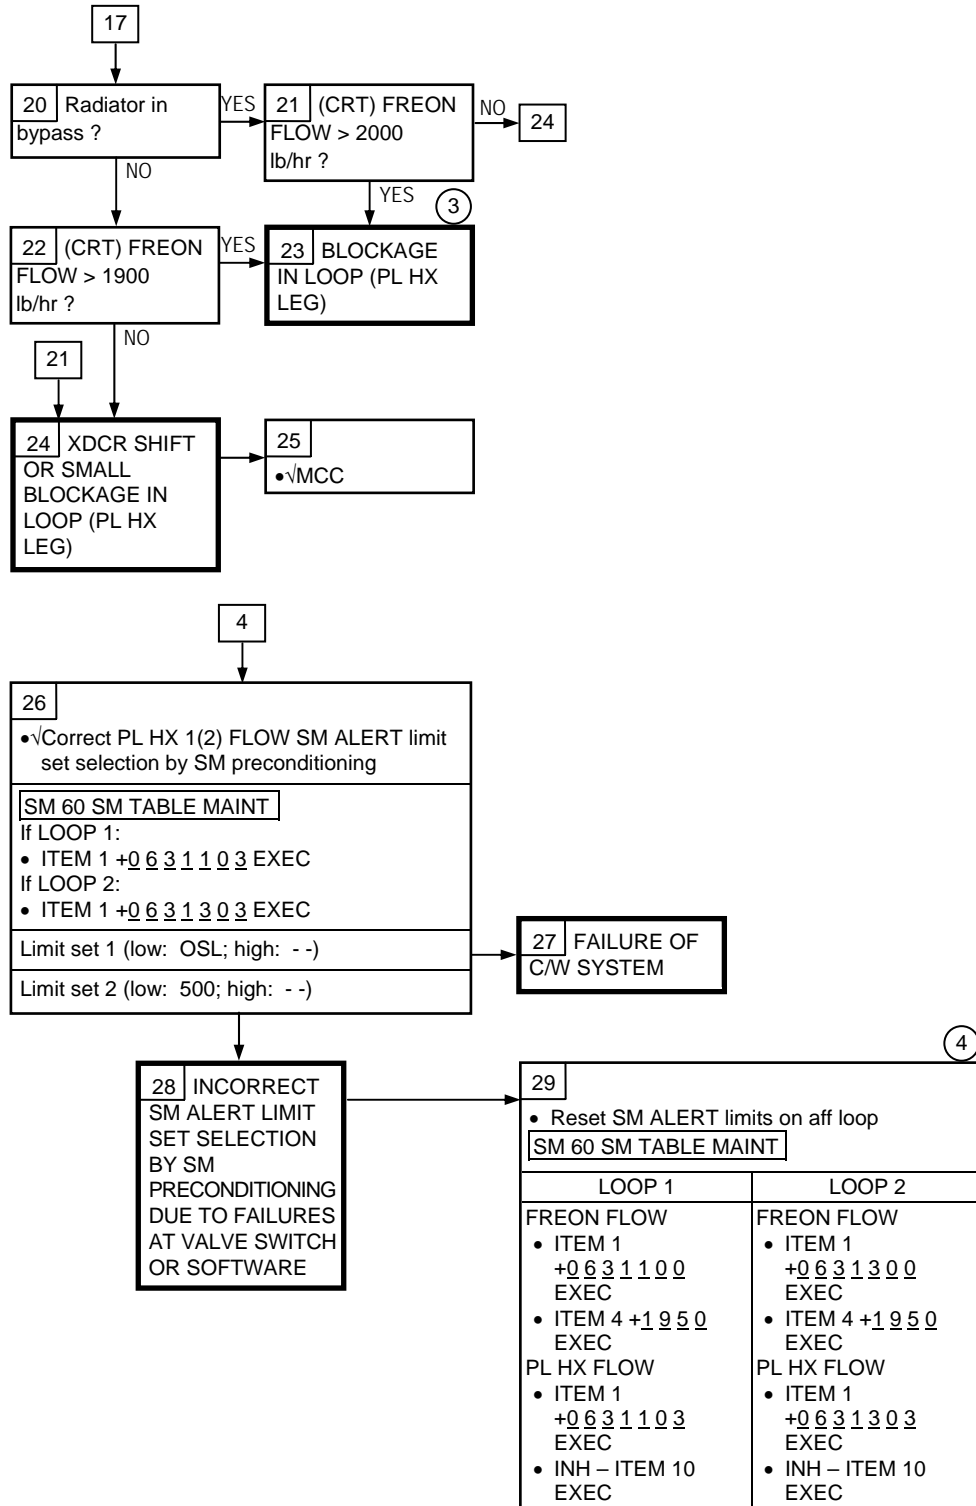 17
20 Radiator in
bypass ?
YES
21 (CRT) FREON
FLOW > 2000
lb/hr ?
NO
24
NO
YES
3
22 (CRT) FREON
FLOW > 1900
lb/hr ?
YES
23 BLOCKAGE
IN LOOP (PL HX
LEG)
NO
21
24 XDCR SHIFT
OR SMALL
BLOCKAGE IN
LOOP (PL HX
LEG)
25
•√MCC
4
26
•√Correct PL HX 1(2) FLOW SM ALERT limit
set selection by SM preconditioning
SM 60 SM TABLE MAINT
If LOOP 1:
• ITEM 1 +0 6 3 1 1 0 3 EXEC
If LOOP 2:
• ITEM 1 +0 6 3 1 3 0 3 EXEC
Limit set 1 (low: OSL; high: - -)
Limit set 2 (low: 500; high: - -)
27 FAILURE OF
C/W SYSTEM
28 INCORRECT
SM ALERT LIMIT
SET SELECTION
BY SM
PRECONDITIONING
DUE TO FAILURES
AT VALVE SWITCH
OR SOFTWARE
4
29
• Reset SM ALERT limits on aff loop
SM 60 SM TABLE MAINT
LOOP 1
FREON FLOW
• ITEM 1
+0 6 3 1 1 0 0
EXEC
• ITEM 4 +1 9 5 0
EXEC
PL HX FLOW
• ITEM 1
+0 6 3 1 1 0 3
EXEC
• INH – ITEM 10
EXEC
LOOP 2
FREON FLOW
• ITEM 1
+0 6 3 1 3 0 0
EXEC
• ITEM 4 +1 9 5 0
EXEC
PL HX FLOW
• ITEM 1
+0 6 3 1 3 0 3
EXEC
• INH – ITEM 10
EXEC